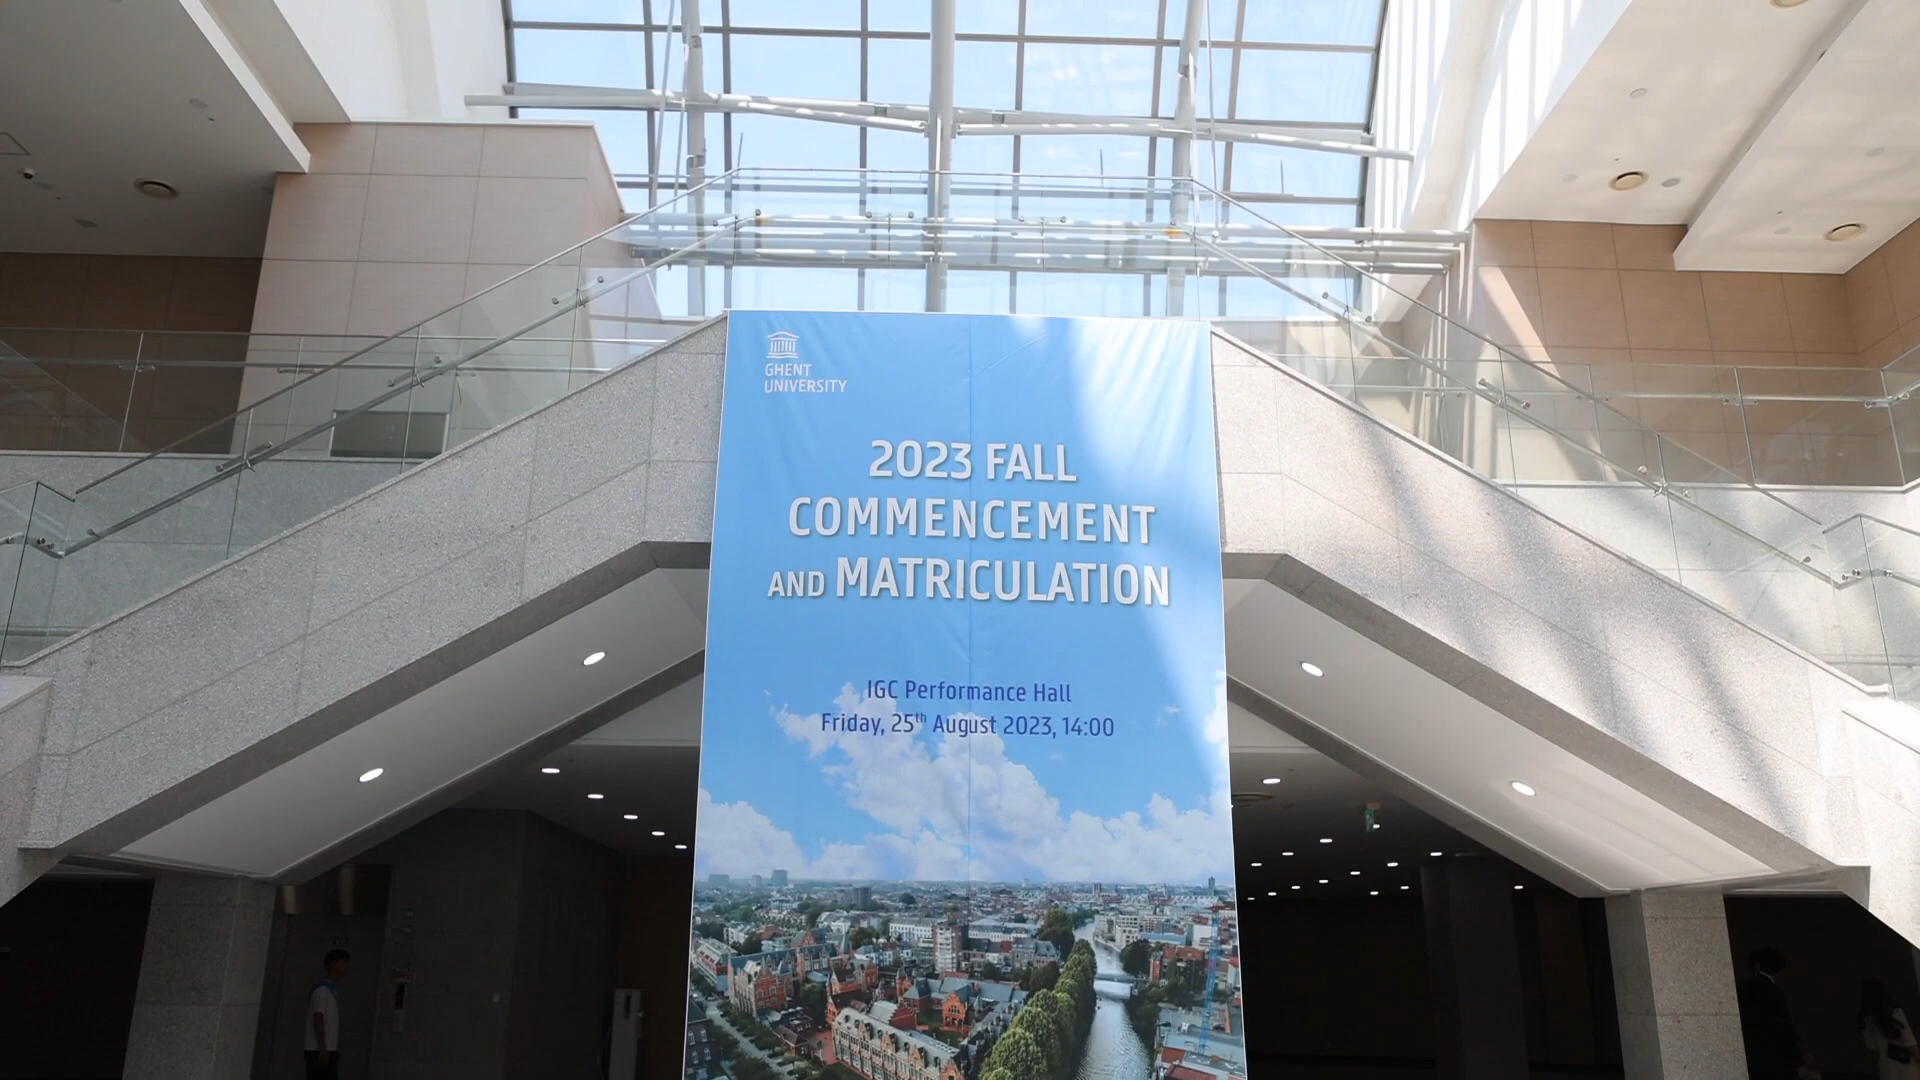 GHENT
UNIVERSITY
2023 FALL
COMMENCEMENT
AND MATRICULATION
IGC Performance Hall
Friday, 25th August 2023, 14:00